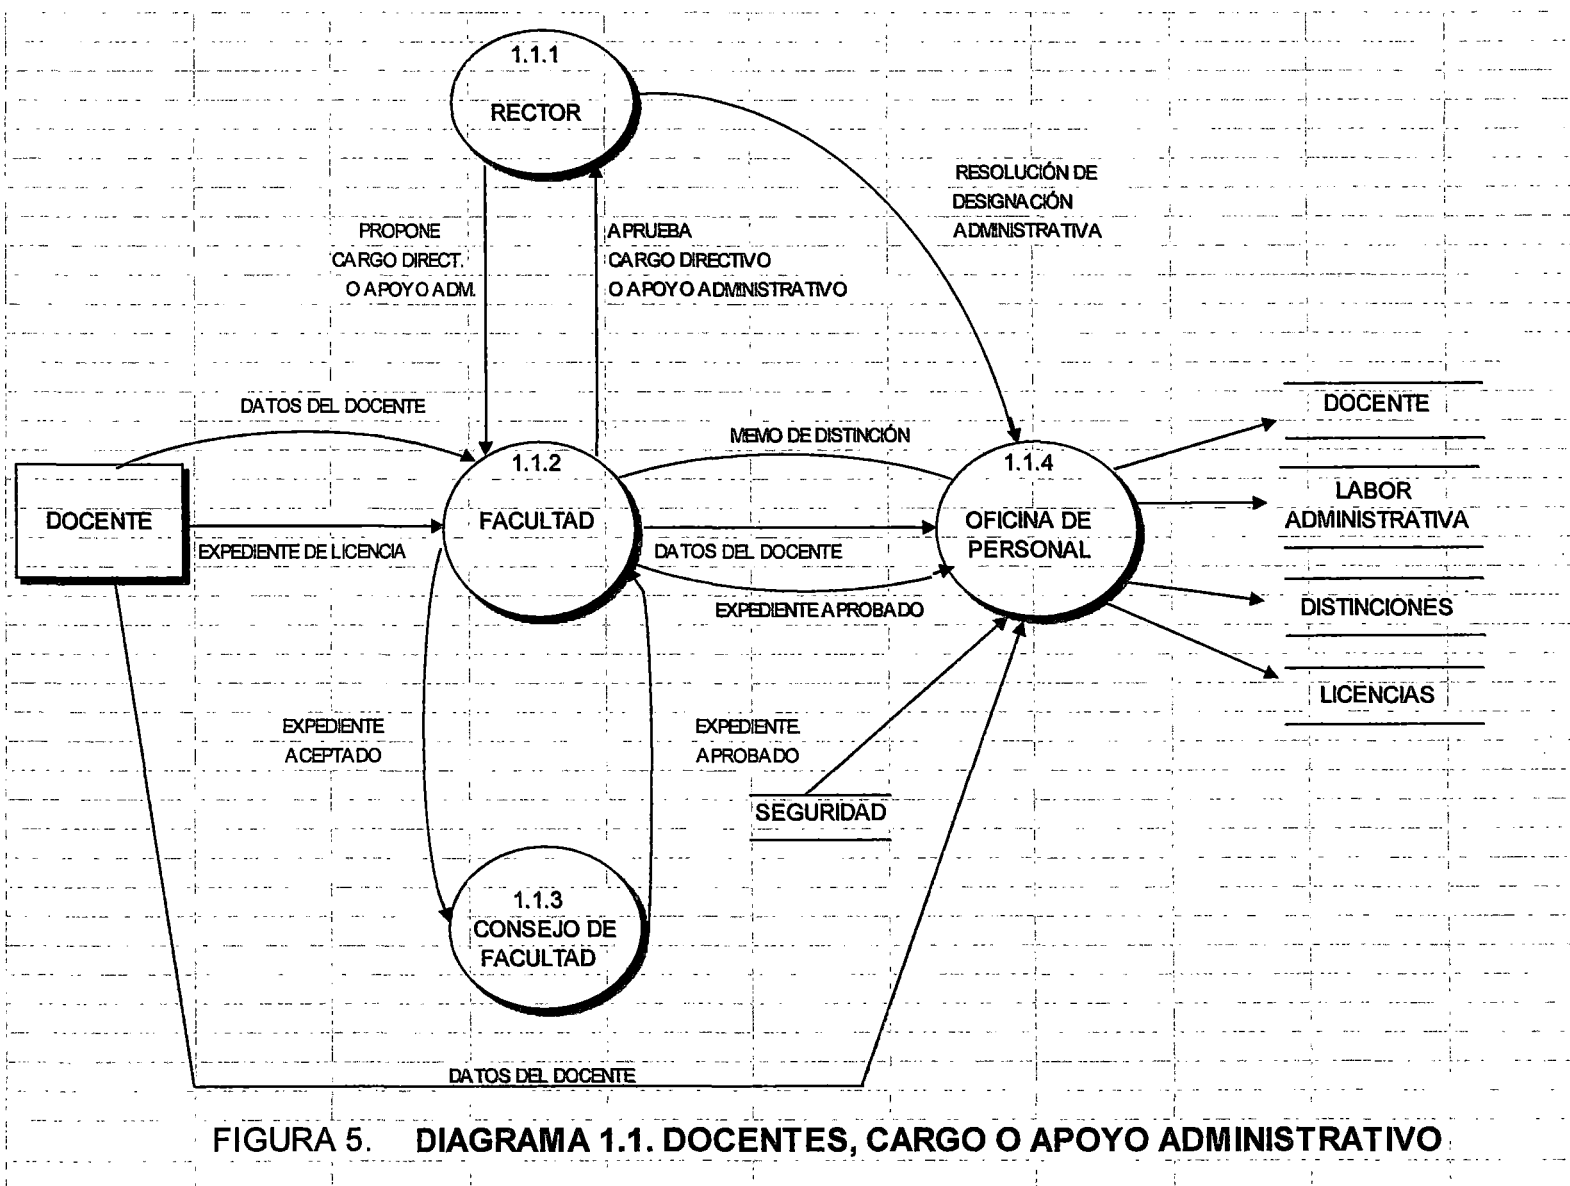 1.1.1
RECTOR
RESOLUCIÓN DE
DESIGNACIÓN
ADMINISTRATIVA
PROPONE
CARGO DIRECT.
O APOYO ADM.
APRUEBA
CARGO DIRECTIVO
O APOYO ADMINISTRATIVO
DATOS DEL DOCENTE
MEMO DE DISTINCIÓN
DOCENTE
1.1.2
FACULTAD
1.1.4
OFICINA DE
PERSONAL
DOCENTE
LABOR
ADMINISTRATIVA
EXPEDIENTE DE LICENCIA
DATOS DEL DOCENTE
EXPEDIENTE APROBADO
DISTINCIONES
LICENCIAS
EXPEDIENTE
ACEPTADO
EXPEDIENTE
APROBADO
SEGURIDAD
1.1.3
CONSEJO DE
FACULTAD
DATOS DEL DOCENTE
FIGURA 5. DIAGRAMA 1.1. DOCENTES, CARGO O APOYO ADMINISTRATIVO